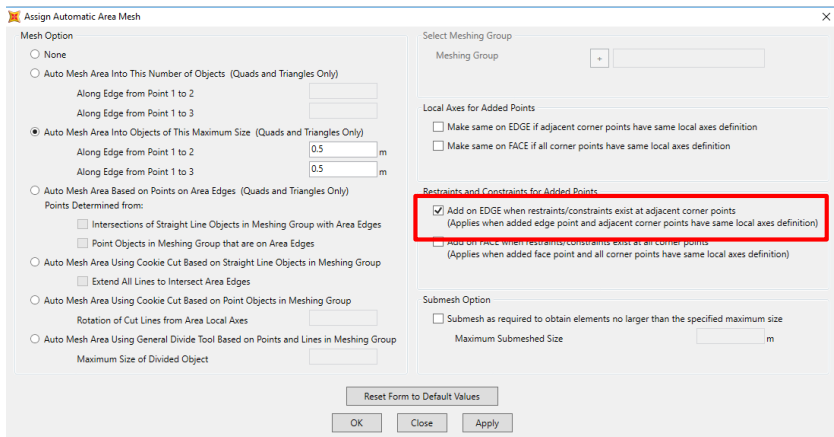 Assign Automatic Area Mesh
Mesh Option
None
Auto Mesh Area Into This Number of Objects (Quads and Triangles Only)
Along Edge from Point 1 to 2
Along Edge from Point 1 to 3
Auto Mesh Area Into Objects of This Maximum Size (Quads and Triangles Only)
Along Edge from Point 1 to 2 0.5 m
Along Edge from Point 1 to 3 0.5 m
Auto Mesh Area Based on Points on Area Edges (Quads and Triangles Only)
Points Determined from:
Intersections of Straight Line Objects in Meshing Group with Area Edges
Point Objects in Meshing Group that are on Area Edges
Auto Mesh Area Using Cookie Cut Based on Straight Line Objects in Meshing Group
Extend All Lines to Intersect Area Edges
Auto Mesh Area Using Cookie Cut Based on Point Objects in Meshing Group
Rotation of Cut Lines from Area Local Axes
Auto Mesh Area Using General Divide Tool Based on Points and Lines in Meshing Group
Maximum Size of Divided Object
Select Meshing Group
Meshing Group +
Local Axes for Added Points
Make same on EDGE if adjacent corner points have same local axes definition
Make same on FACE if all corner points have same local axes definition
Restraints and Constraints for Added Points
Add on EDGE when restraints/constraints exist at adjacent corner points
(Applies when added edge point and adjacent corner points have same local axes definition)
Add on FACE when restraints/constraints exist at all corner points
(Applies when added face point and all corner points have same local axes definition)
Submesh Option
Submesh as required to obtain elements no larger than the specified maximum size
Maximum Submeshed Size m
Reset Form to Default Values
OK Close Apply